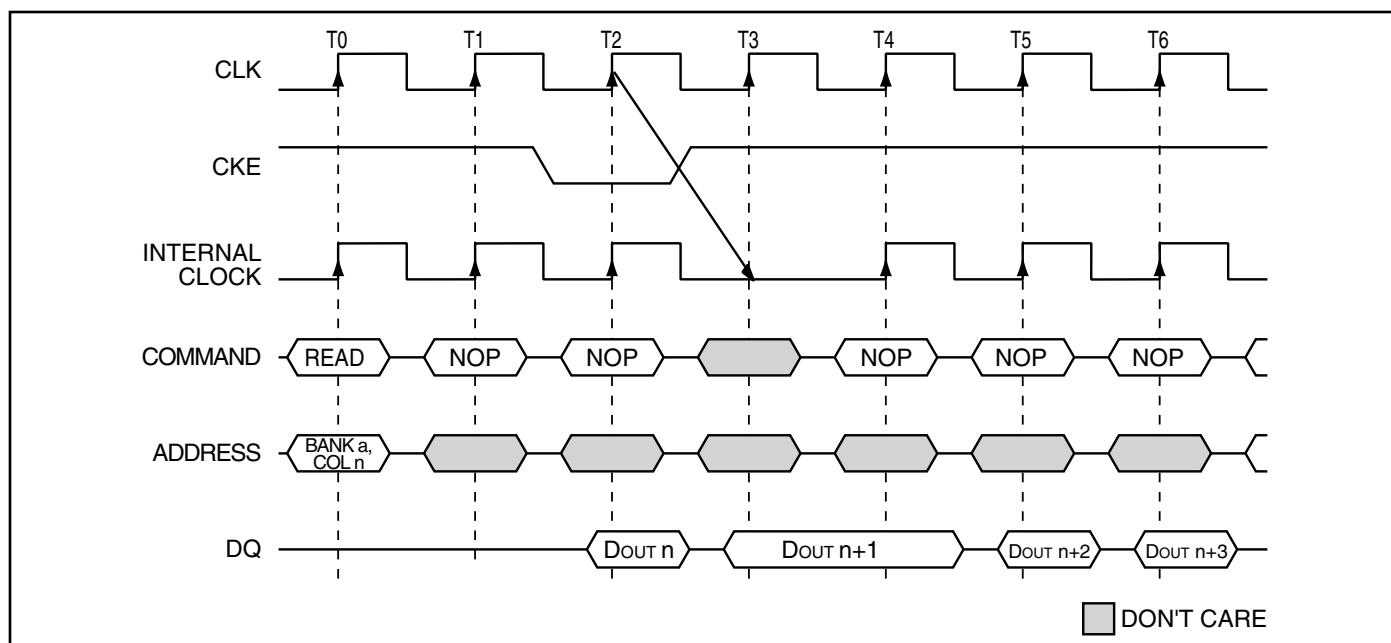 T0 T1 T2 T3 T4 T5 T6
CLK
CKE
INTERNAL
CLOCK
COMMAND READ NOP NOP NOP NOP NOP
ADDRESS BANK a,
COL n
DQ DOUT n DOUT n+1 DOUT n+2 DOUT n+3
DON'T CARE